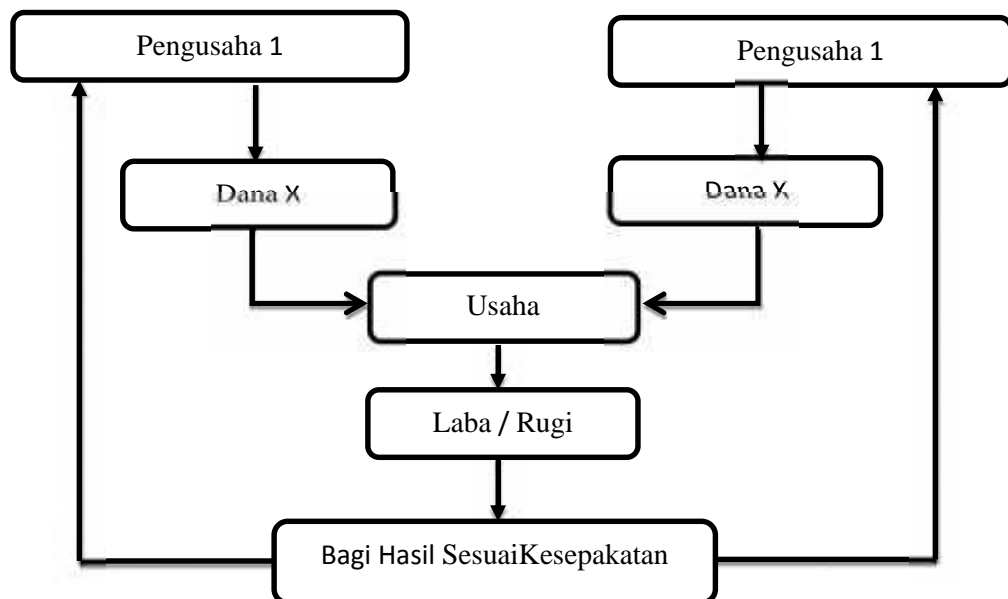 Pengusaha 1
Pengusaha 1
Dana X
Dana X
Usaha
Laba / Rugi
Bagi Hasil SesuaiKesepakatan